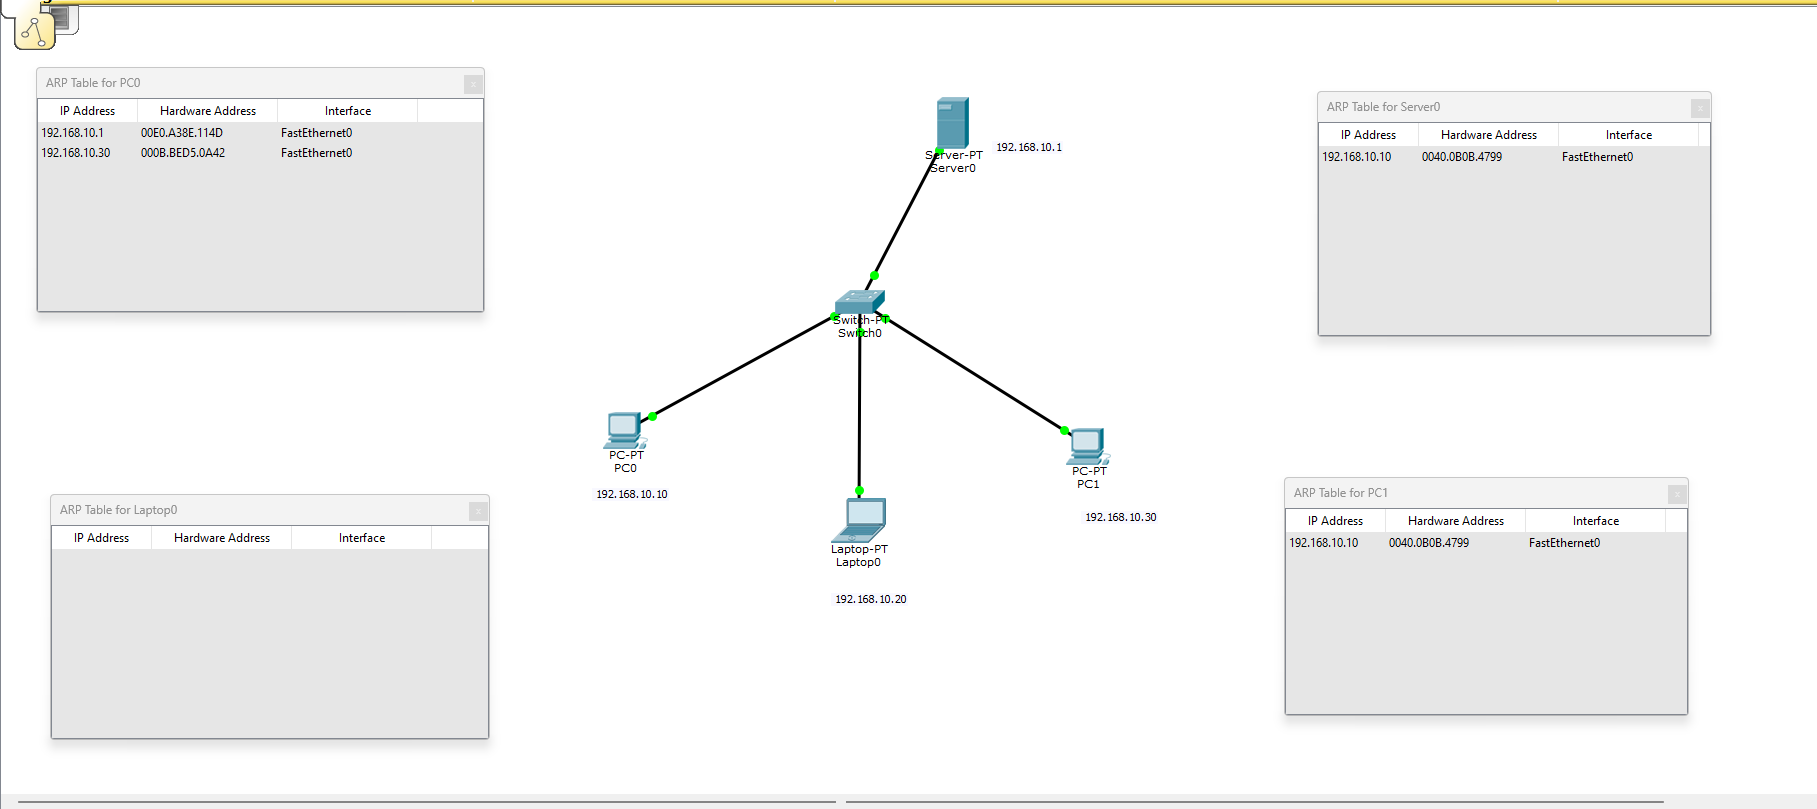 ARP Table for PC0
IP Address Hardware Address Interface
192.168.10.1 00E0.A38E.114D FastEthernet0
192.168.10.30 000B.BED5.0A42 FastEthernet0
ARP Table for Server0
IP Address Hardware Address Interface
192.168.10.10 0040.0B0B.4799 FastEthernet0
Server-PT
Server0
192.168.10.1
Switch-PT
Switch0
PC-PT
PC0
192.168.10.10
PC-PT
PC1
192.168.10.30
Laptop-PT
Laptop0
192.168.10.20
ARP Table for Laptop0
IP Address Hardware Address Interface
ARP Table for PC1
IP Address Hardware Address Interface
192.168.10.10 0040.0B0B.4799 FastEthernet0